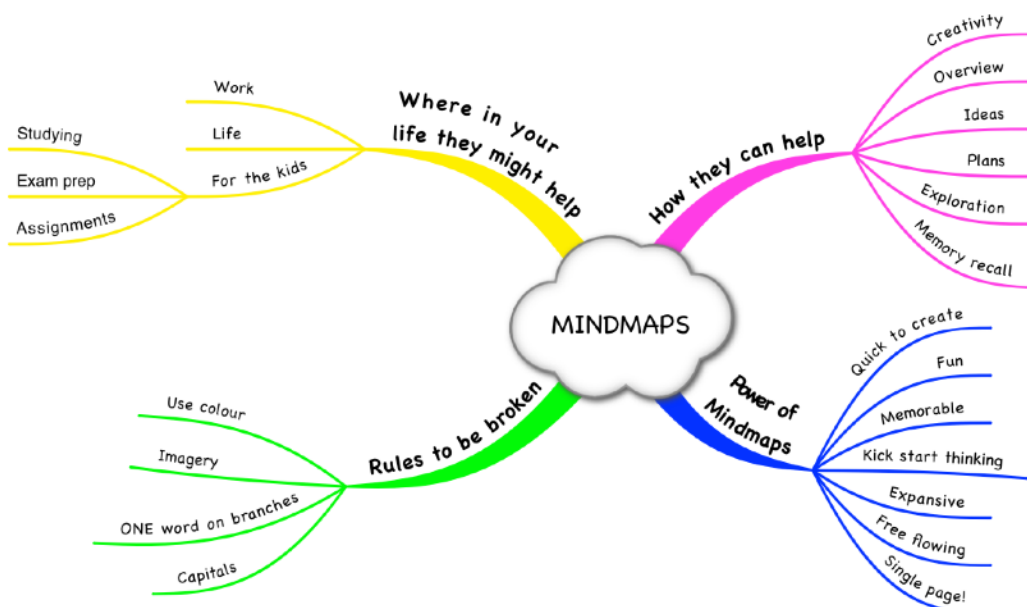 MINDMAPS
How they can help
Creativity
Overview
Ideas
Plans
Exploration
Memory recall
Power of
Mindmaps
Quick to create
Fun
Memorable
Kick start thinking
Expansive
Free flowing
Single page!
Rules to be broken
Use colour
Imagery
ONE word on branches
Capitals
Where in your
life they might help
Work
Life
For the kids
Studying
Exam prep
Assignments